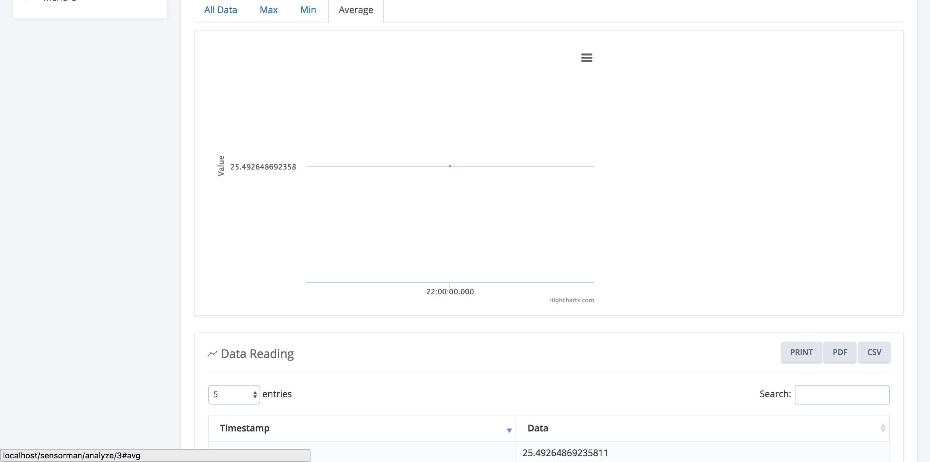 All Data Max Min Average
Value
25.492648692358
22:00:00.000
Highcharts.com
Data Reading
PRINT PDF CSV
5 entries
Search:
Timestamp Data
25.49264869235811
localhost/sensorman/analyze/3#avg